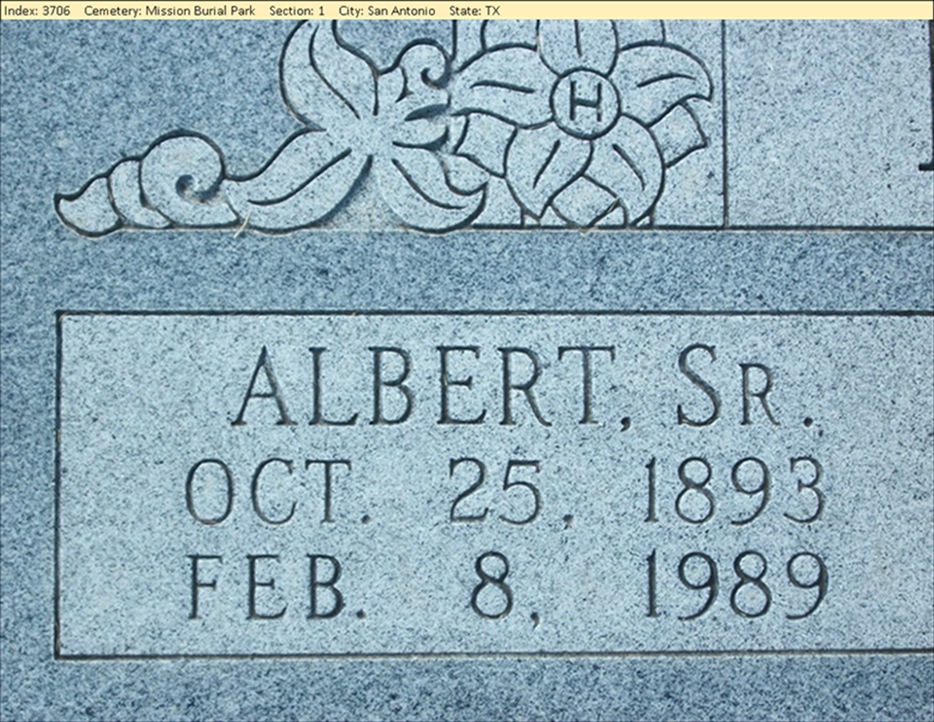 Index: 3706 Cemetery: Mission Burial Park Section: 1 City: San Antonio State: TX
H
ALBERT, SR.
OCT. 25, 1893
FEB. 8, 1989